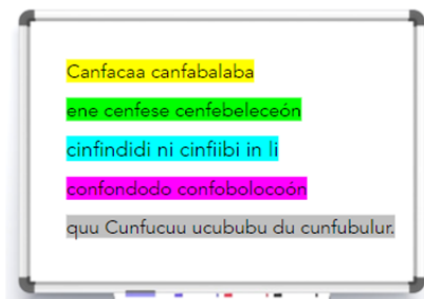 Canfacaa canfabalaba
ene cenfese cenfebeleceón
cinfindidi ni cinfiibi in li
confondodo confobolocoón
quu Cunfucuu ucububu du cunfubulur.